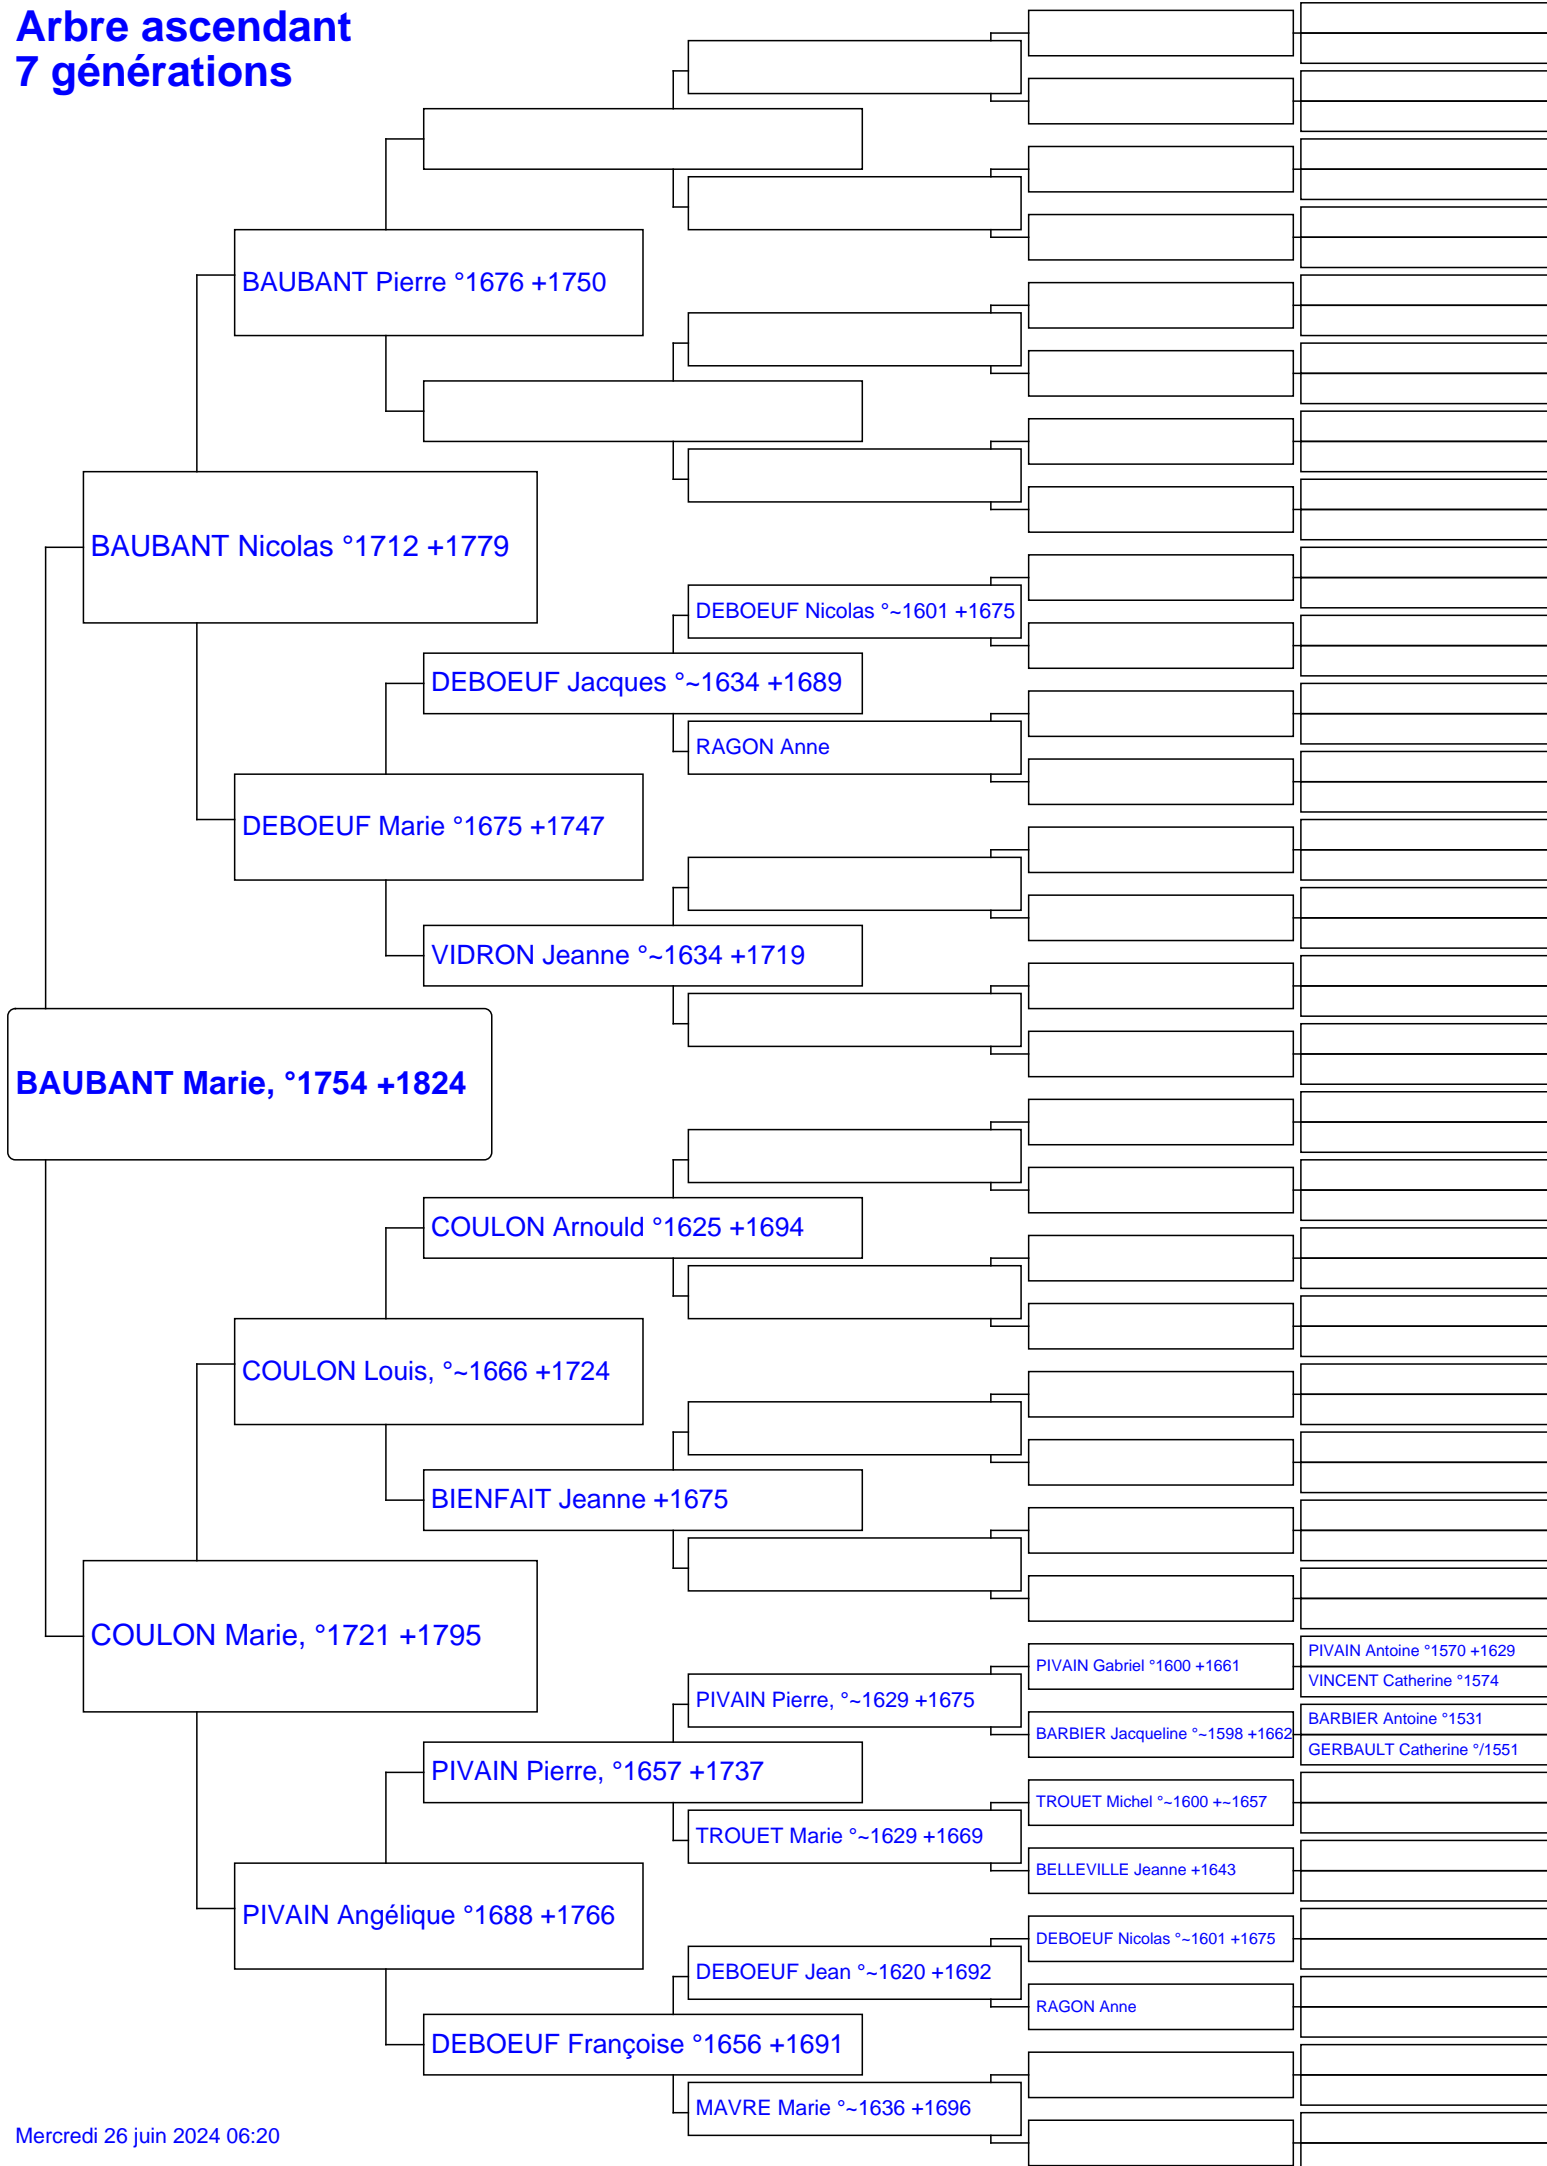 Arbre ascendant
7 générations
BAUBANT Pierre °1676 +1750
BAUBANT Nicolas °1712 +1779
DEBOEUF Nicolas °~1601 +1675
DEBOEUF Jacques °~1634 +1689
RAGON Anne
DEBOEUF Marie °1675 +1747
VIDRON Jeanne °~1634 +1719
BAUBANT Marie, °1754 +1824
COULON Arnould °1625 +1694
COULON Louis, °~1666 +1724
BIENFAIT Jeanne +1675
COULON Marie, °1721 +1795
PIVAIN Antoine °1570 +1629
PIVAIN Gabriel °1600 +1661
VINCENT Catherine °1574
PIVAIN Pierre, °~1629 +1675
BARBIER Antoine °1531
BARBIER Jacqueline °~1598 +1662
GERBAULT Catherine °/1551
PIVAIN Pierre, °1657 +1737
TROUET Michel °~1600 +~1657
TROUET Marie °~1629 +1669
BELLEVILLE Jeanne +1643
PIVAIN Angélique °1688 +1766
DEBOEUF Nicolas °~1601 +1675
DEBOEUF Jean °~1620 +1692
RAGON Anne
DEBOEUF Françoise °1656 +1691
MAVRE Marie °~1636 +1696
Mercredi 26 juin 2024 06:20